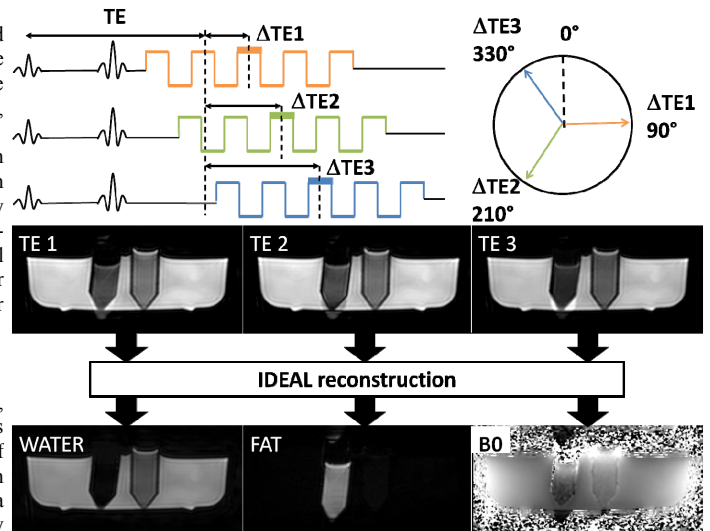 TE
ΔTE1
ΔTE2
ΔTE3
ΔTE3
330°
0°
ΔTE1
90°
ΔTE2
210°
TE 1
TE 2
TE 3
IDEAL reconstruction
WATER
FAT
B0